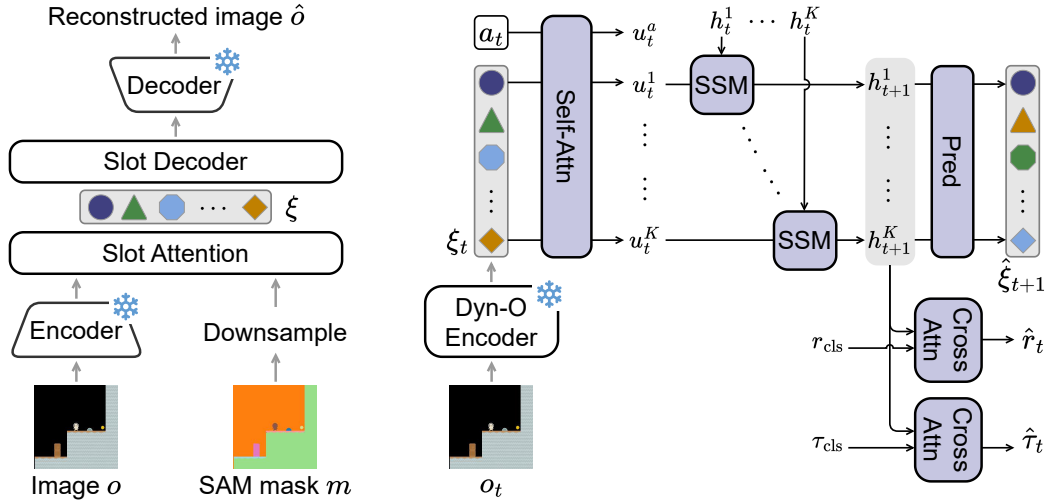 Reconstructed image ô
Decoder
Slot Decoder
⋯ ξ
Slot Attention
Encoder
Downsample
Image o
SAM mask m
a_t
Self-Attn
u_t^a
h_t^1 ⋯ h_t^K
u_t^1
SSM
h_{t+1}^1
Pred
ξ_t
u_t^K
SSM
h_{t+1}^K
ξ̂_{t+1}
Dyn-O
Encoder
o_t
r_cls
Cross
Attn
r̂_t
τ_cls
Cross
Attn
τ̂_t